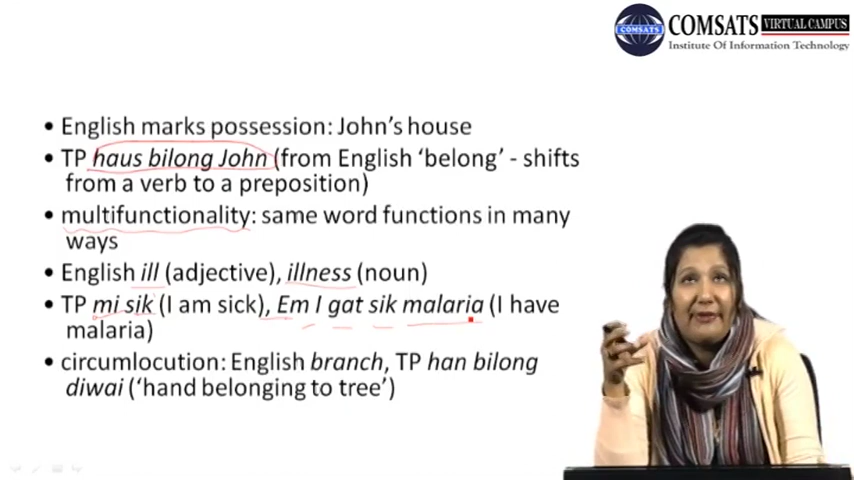 COMSATS VIRTUAL CAMPUS
COMSATS
Institute Of Information Technology
• English marks possession: John's house
• TP haus bilong John (from English 'belong' - shifts
from a verb to a preposition)
• multifunctionality: same word functions in many
ways
• English ill (adjective), illness (noun)
• TP mi sik (I am sick), Em I gat sik malaria (I have
malaria)
• circumlocution: English branch, TP han bilong
diwai ('hand belonging to tree')